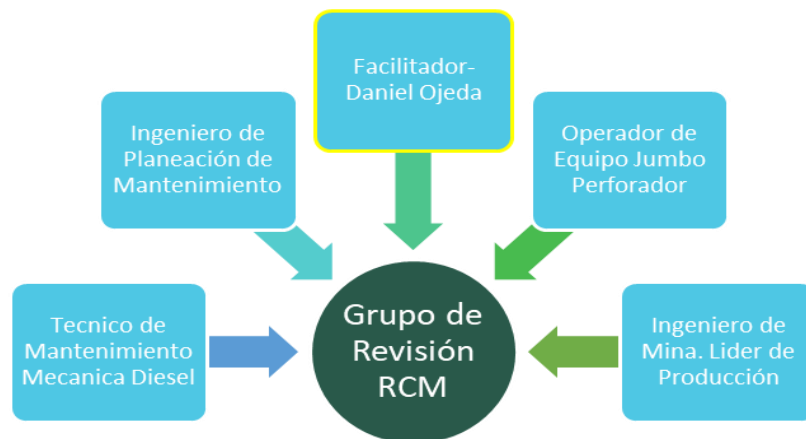 Facilitador-
Daniel Ojeda
Ingeniero de
Planeación de
Mantenimiento
Operador de
Equipo Jumbo
Perforador
Tecnico de
Mantenimiento
Mecanica Diesel
Grupo de
Revisión
RCM
Ingeniero de
Mina. Lider de
Producción